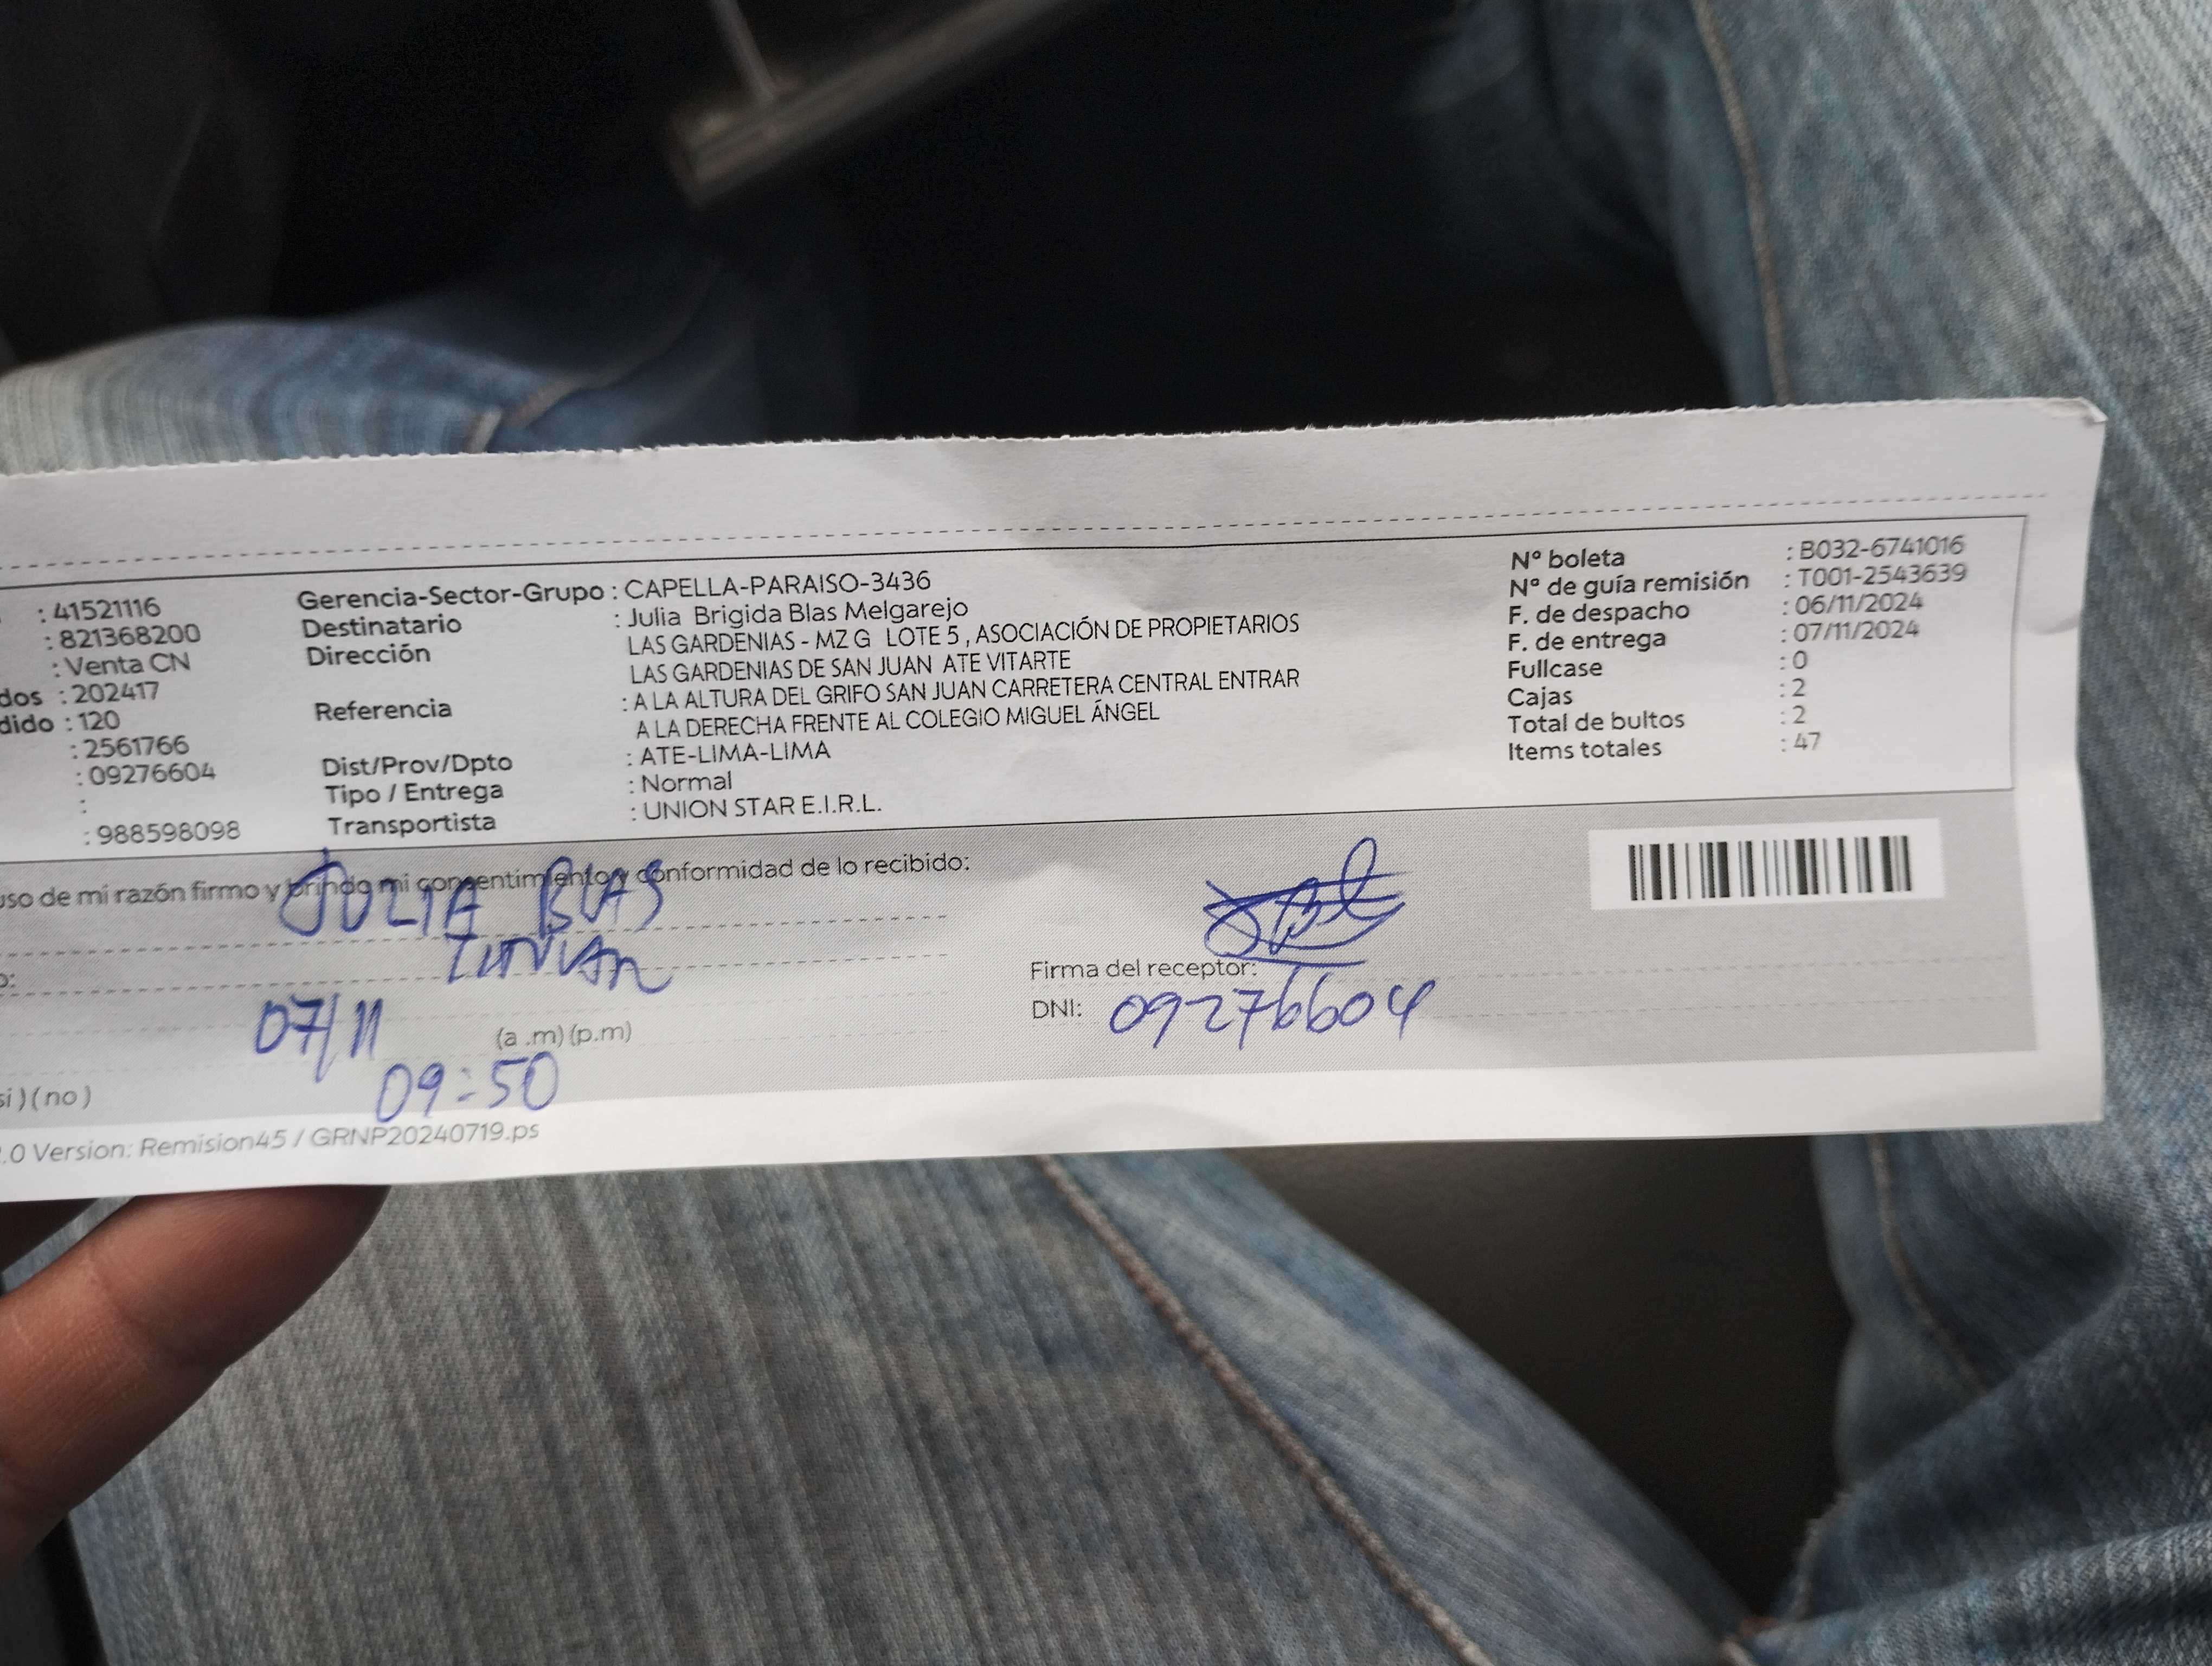 : 41521116
: 821368200
: Venta CN
dos : 202417
dido : 120
: 2561766
: 09276604
:
: 988598098
Gerencia-Sector-Grupo : CAPELLA-PARAISO-3436
Destinatario : Julia Brigida Blas Melgarejo
Dirección LAS GARDENIAS - MZ G LOTE 5 , ASOCIACIÓN DE PROPIETARIOS
LAS GARDENIAS DE SAN JUAN ATE VITARTE
Referencia : A LA ALTURA DEL GRIFO SAN JUAN CARRETERA CENTRAL ENTRAR
A LA DERECHA FRENTE AL COLEGIO MIGUEL ÁNGEL
Dist/Prov/Dpto : ATE-LIMA-LIMA
Tipo / Entrega : Normal
Transportista : UNION STAR E.I.R.L.
N° boleta : B032-6741016
N° de guía remisión : T001-2543639
F. de despacho : 06/11/2024
F. de entrega : 07/11/2024
Fullcase : 0
Cajas : 2
Total de bultos : 2
Items totales : 47
uso de mi razón firmo y brindo mi consentimiento y conformidad de lo recibido:
JULIA BLAS
o:
07/11
(a .m) (p.m)
09:50
si ) ( no )
Firma del receptor:
DNI: 09276604
.0 Version: Remision45 / GRNP20240719.ps